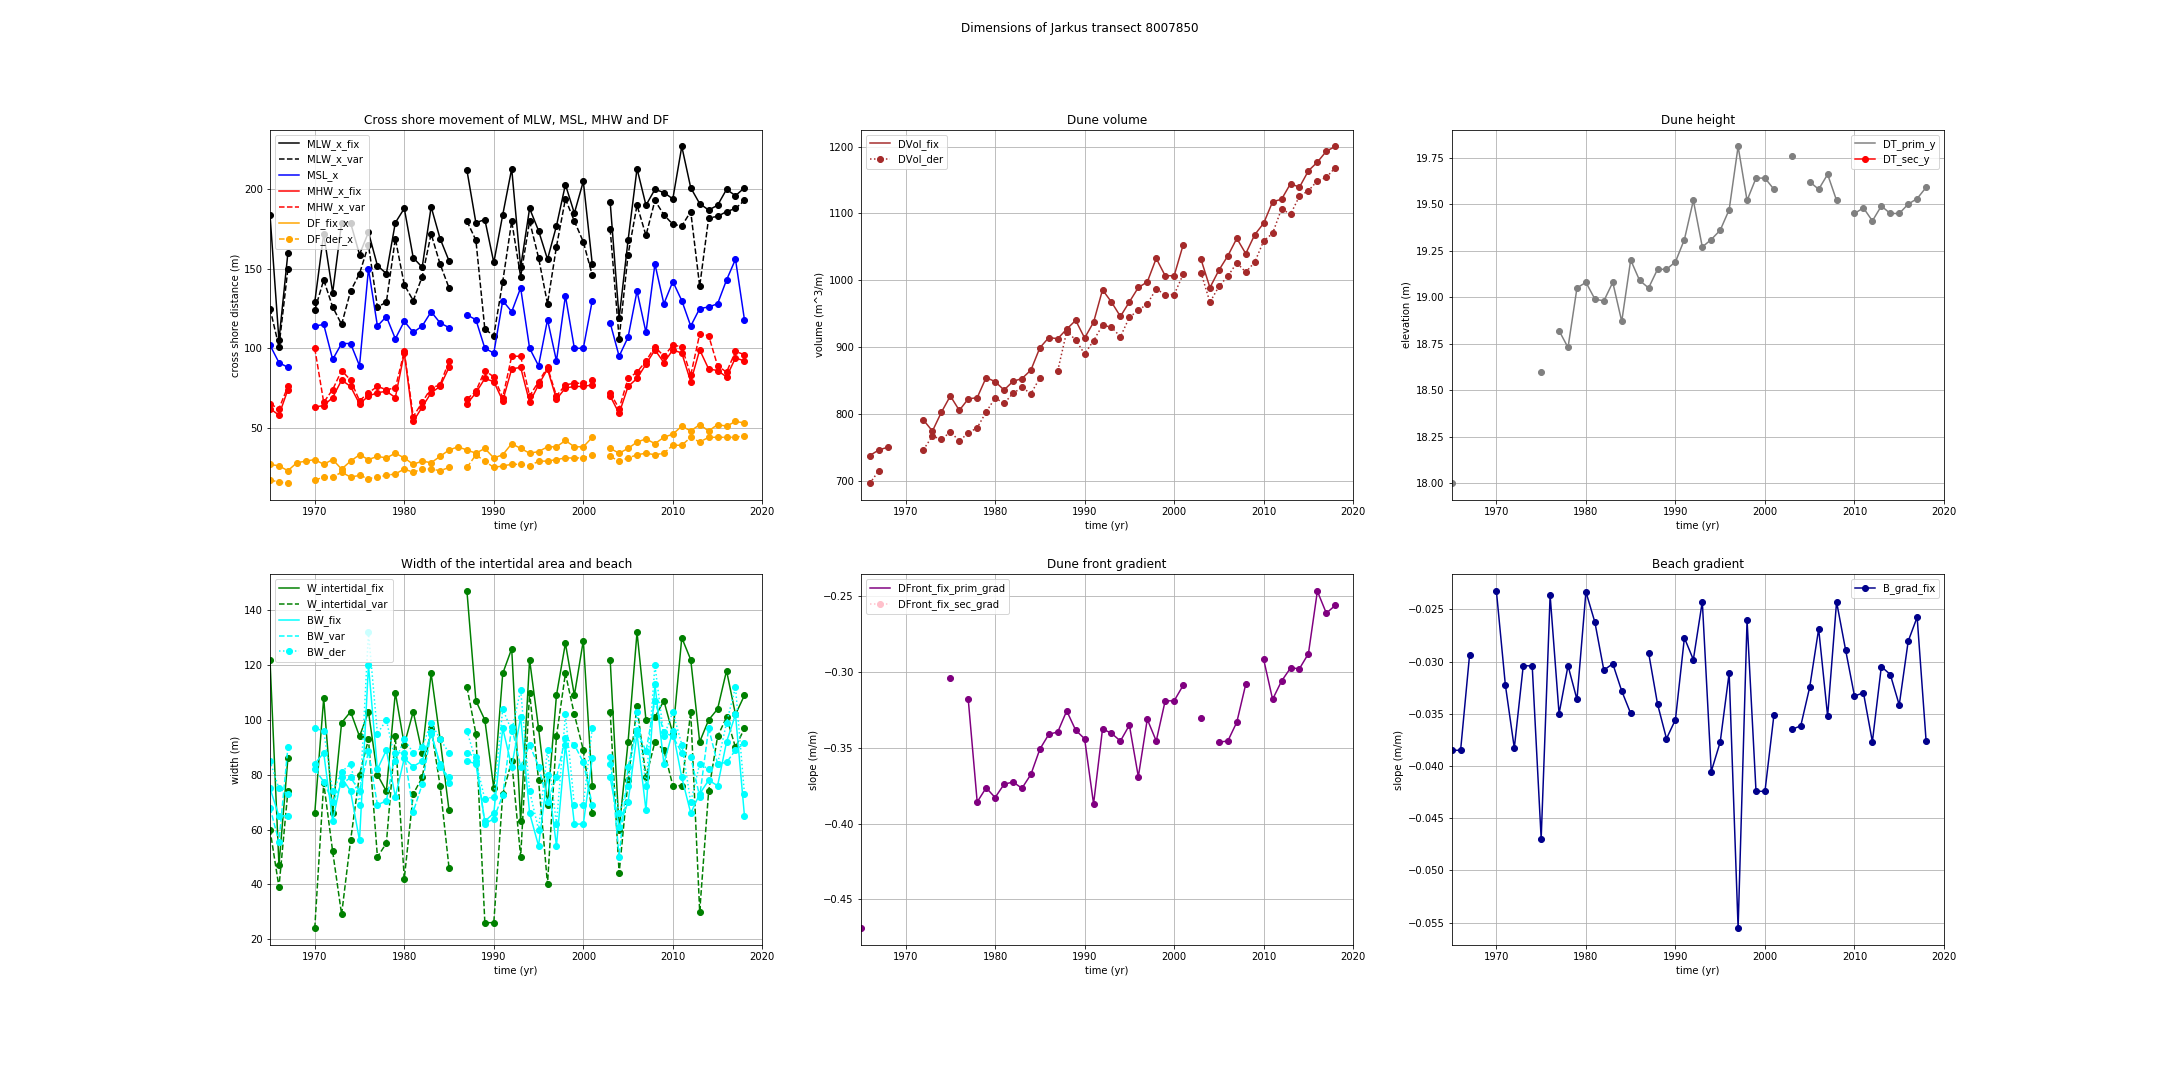 Dimensions of Jarkus transect 8007850
Cross shore movement of MLW, MSL, MHW and DF
MLW_x_fix
MLW_x_var
MSL_x
MHW_x_fix
MHW_x_var
DF_fix_x
DF_der_x
cross shore distance (m)
200
150
100
50
1970 1980 1990 2000 2010 2020
time (yr)
Dune volume
DVol_fix
DVol_der
volume (m^3/m)
1200
1100
1000
900
800
700
1970 1980 1990 2000 2010 2020
time (yr)
Dune height
DT_prim_y
DT_sec_y
elevation (m)
19.75
19.50
19.25
19.00
18.75
18.50
18.25
18.00
1970 1980 1990 2000 2010 2020
time (yr)
Width of the intertidal area and beach
W_intertidal_fix
W_intertidal_var
BW_fix
BW_var
BW_der
width (m)
140
120
100
80
60
40
20
1970 1980 1990 2000 2010 2020
time (yr)
Dune front gradient
DFront_fix_prim_grad
DFront_fix_sec_grad
slope (m/m)
−0.25
−0.30
−0.35
−0.40
−0.45
1970 1980 1990 2000 2010 2020
time (yr)
Beach gradient
B_grad_fix
slope (m/m)
−0.025
−0.030
−0.035
−0.040
−0.045
−0.050
−0.055
1970 1980 1990 2000 2010 2020
time (yr)